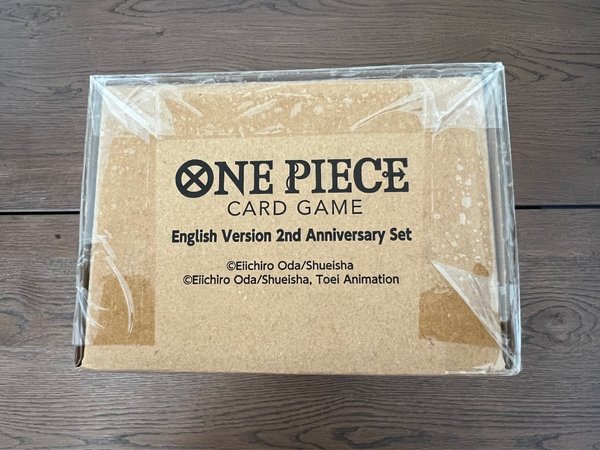 ONE PIECE
CARD GAME
English Version 2nd Anniversary Set
©Eiichiro Oda/Shueisha
©Eiichiro Oda/Shueisha, Toei Animation